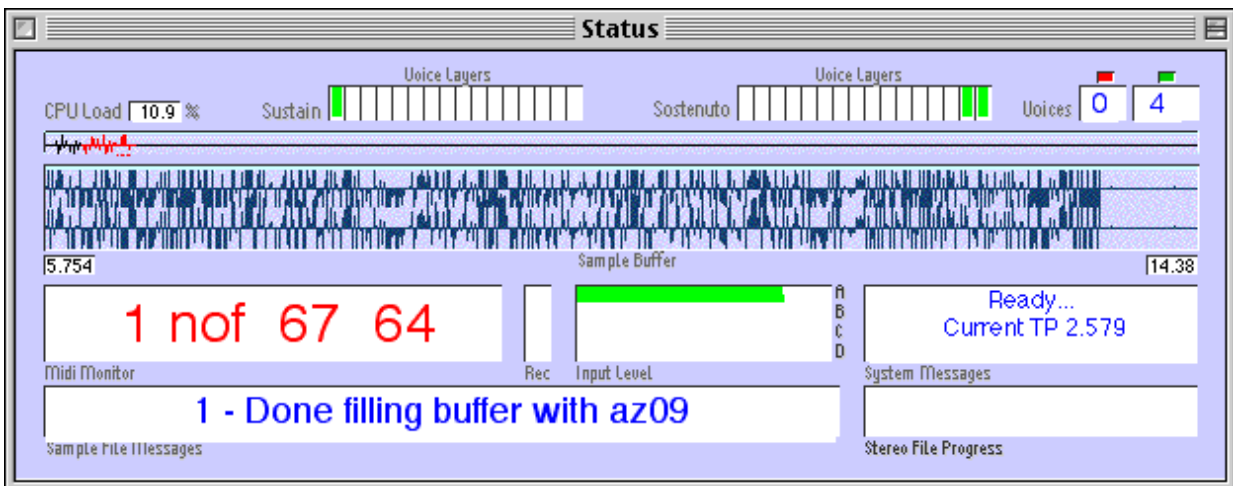 Status
Voice Layers
Voice Layers
CPU Load 10.9 %
Sustain
Sostenuto
Voices 0 4
5.754
Sample Buffer
14.38
1 nof 67 64
A
B
C
D
Ready...
Current TP 2.579
Midi Monitor
Rec
Input Level
System Messages
1 - Done filling buffer with az09
Sample File Messages
Stereo File Progress